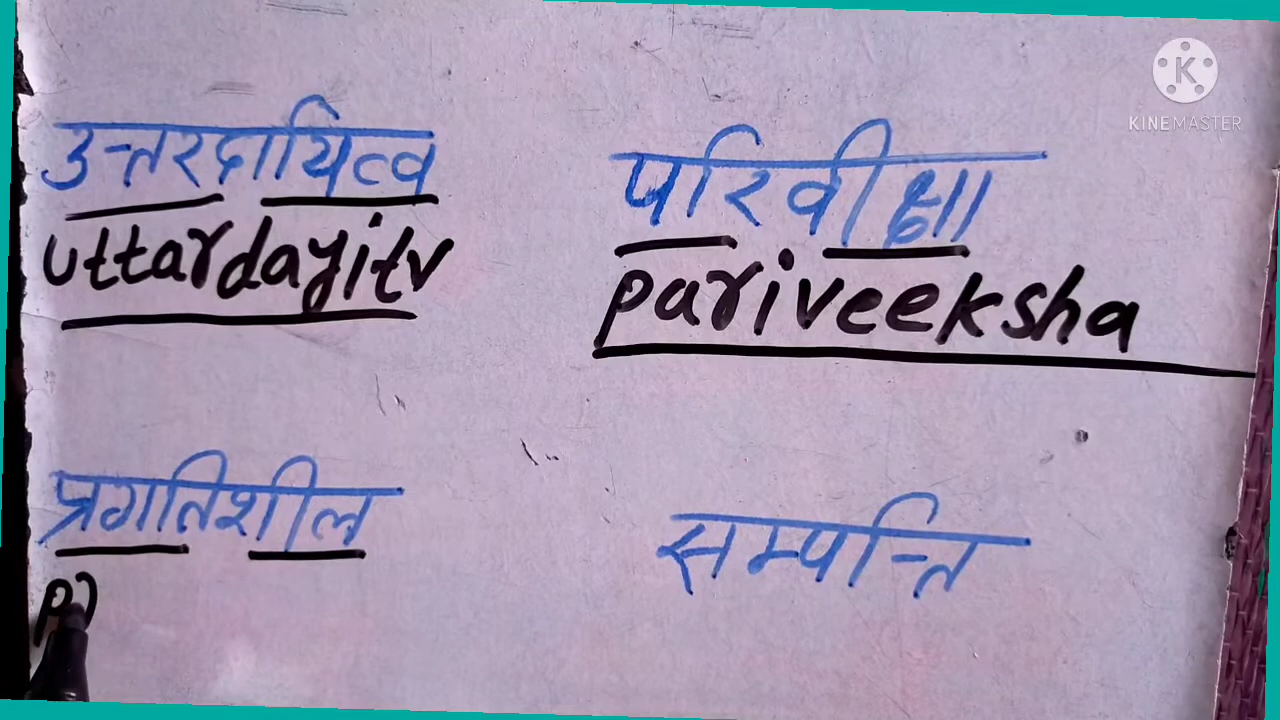 KINEMASTER
उत्तरदायित्व
uttardayitv
परिवीक्षा
pariveeksha
प्रगतिशील
सम्पत्ति